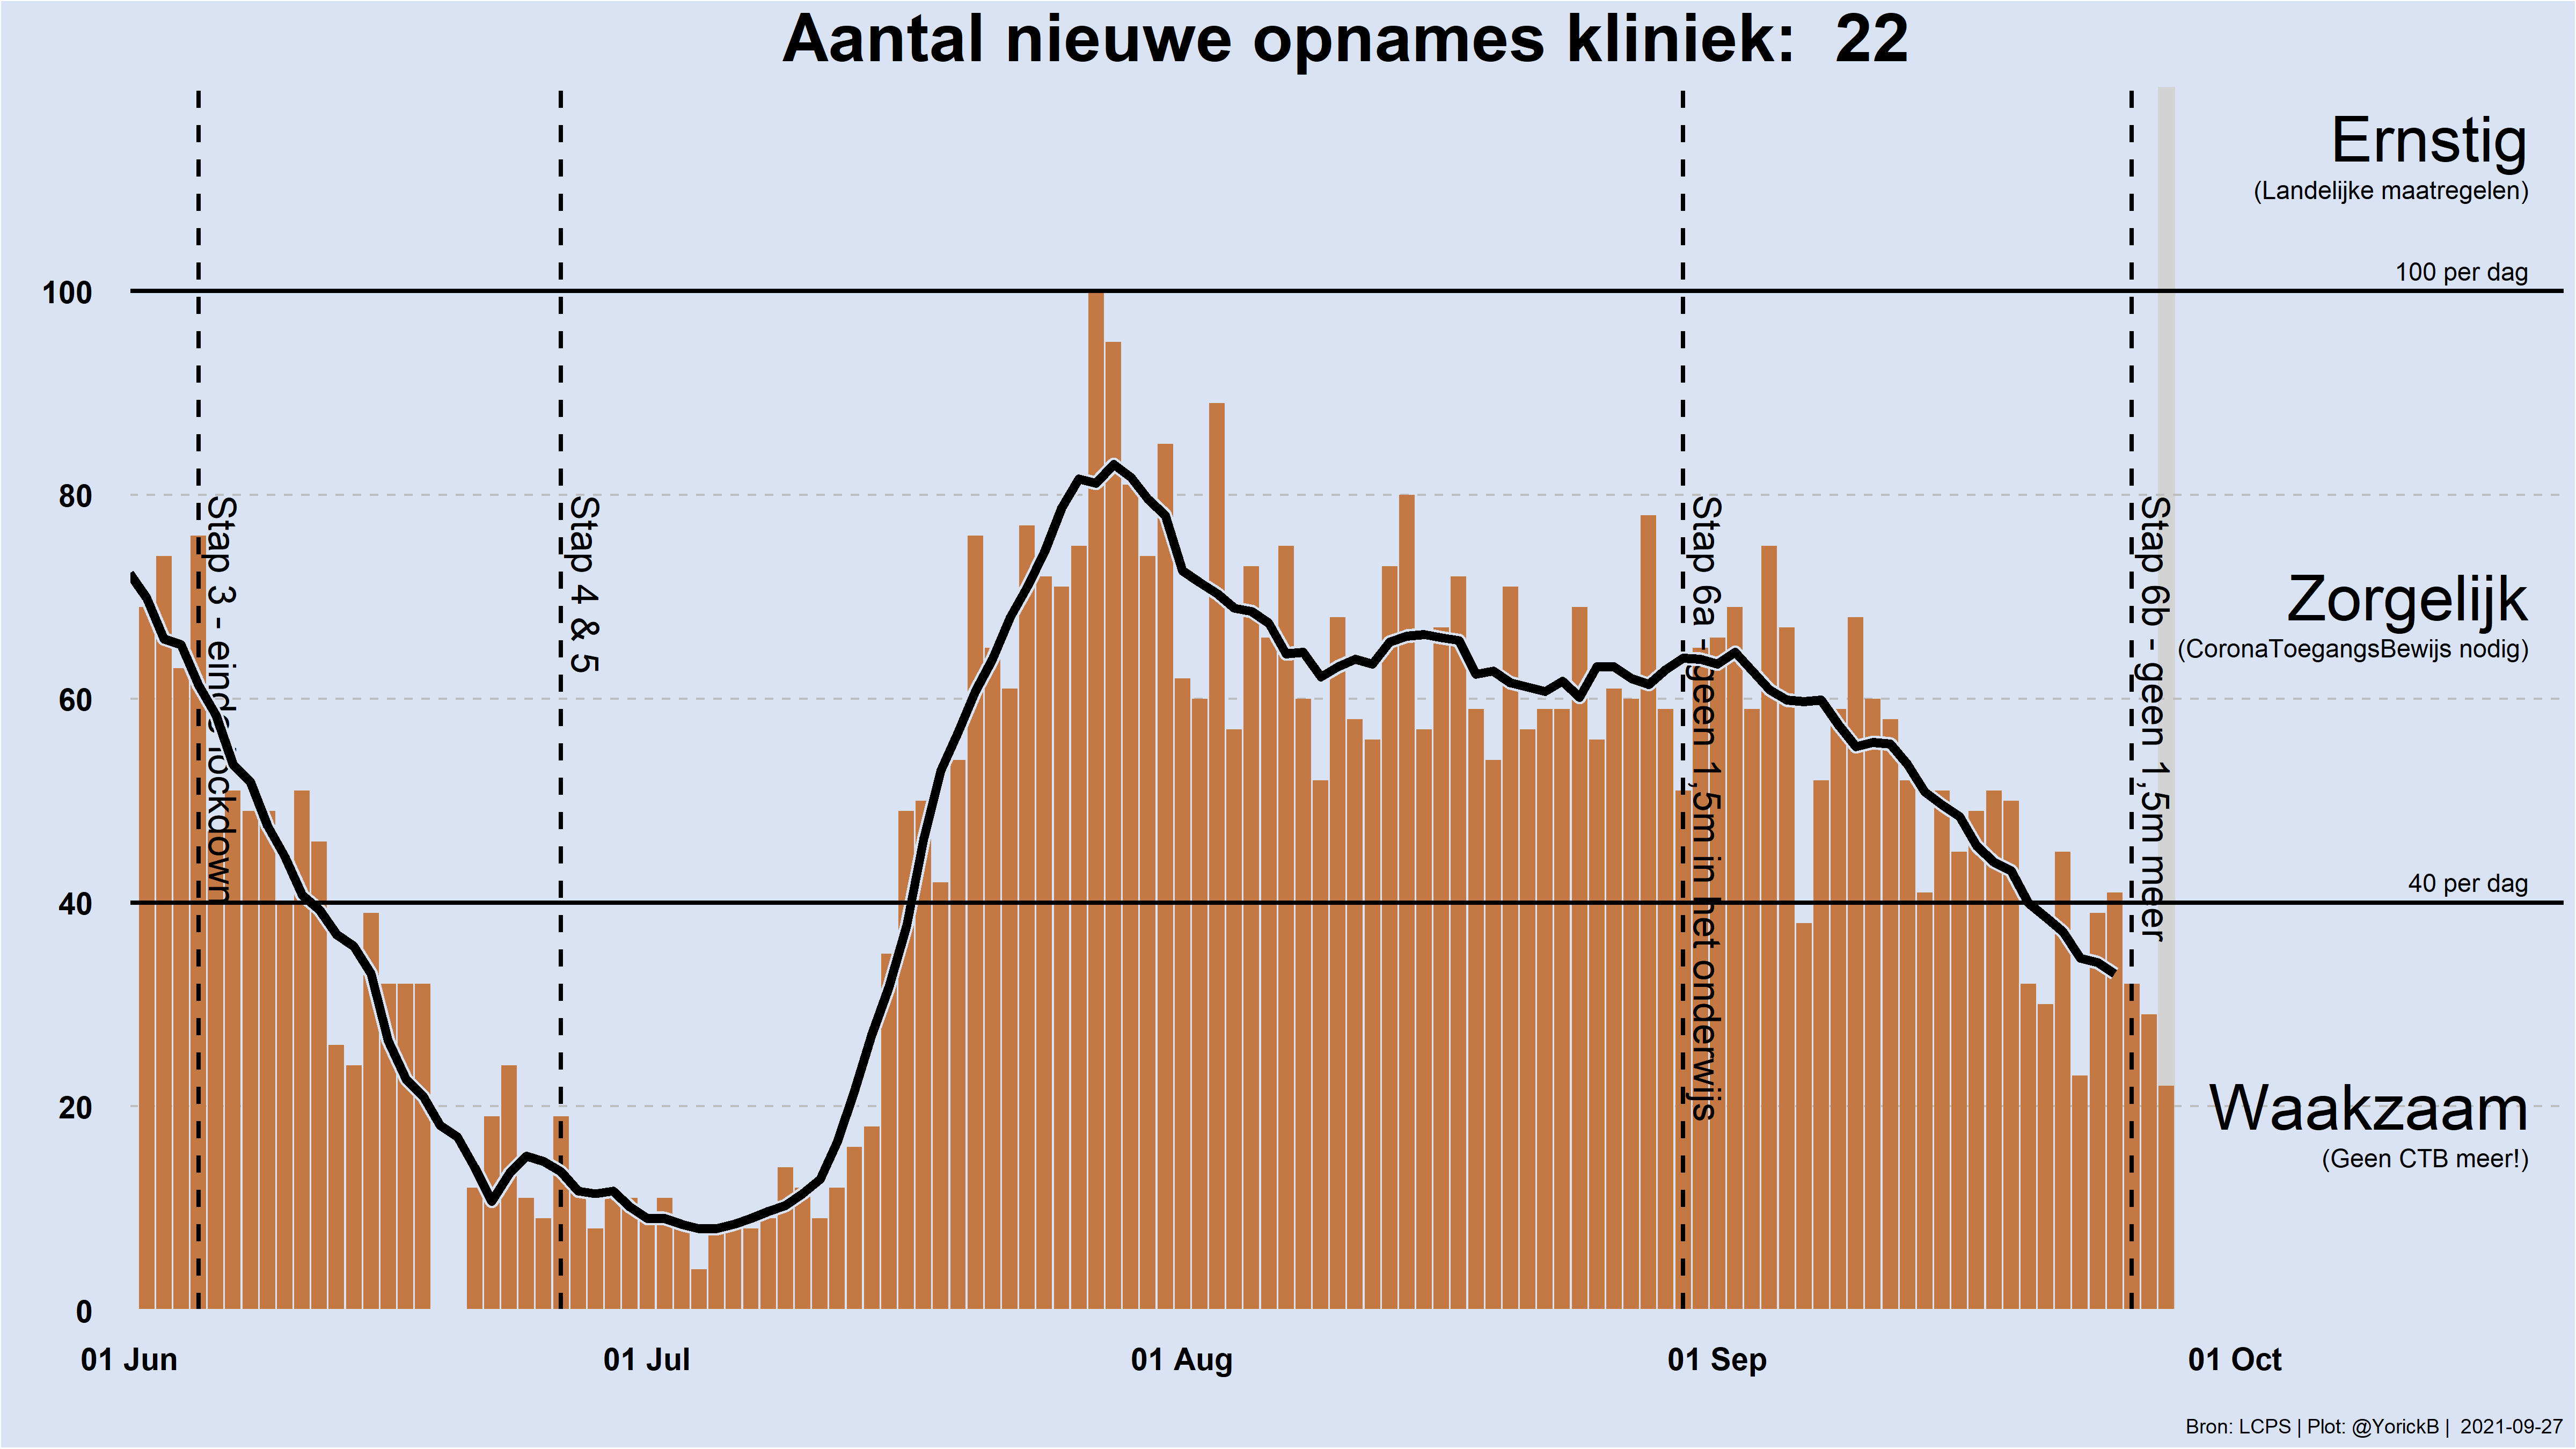 Aantal nieuwe opnames kliniek: 22
Ernstig
(Landelijke maatregelen)
100 per dag
100
80
60
40
20
0
Stap 3 - einde lockdown
Stap 4 & 5
Stap 6a - geen 1,5m in het onderwijs
Stap 6b - geen 1,5m meer
Zorgelijk
(CoronaToegangsBewijs nodig)
40 per dag
Waakzaam
(Geen CTB meer!)
01 Jun
01 Jul
01 Aug
01 Sep
01 Oct
Bron: LCPS | Plot: @YorickB | 2021-09-27